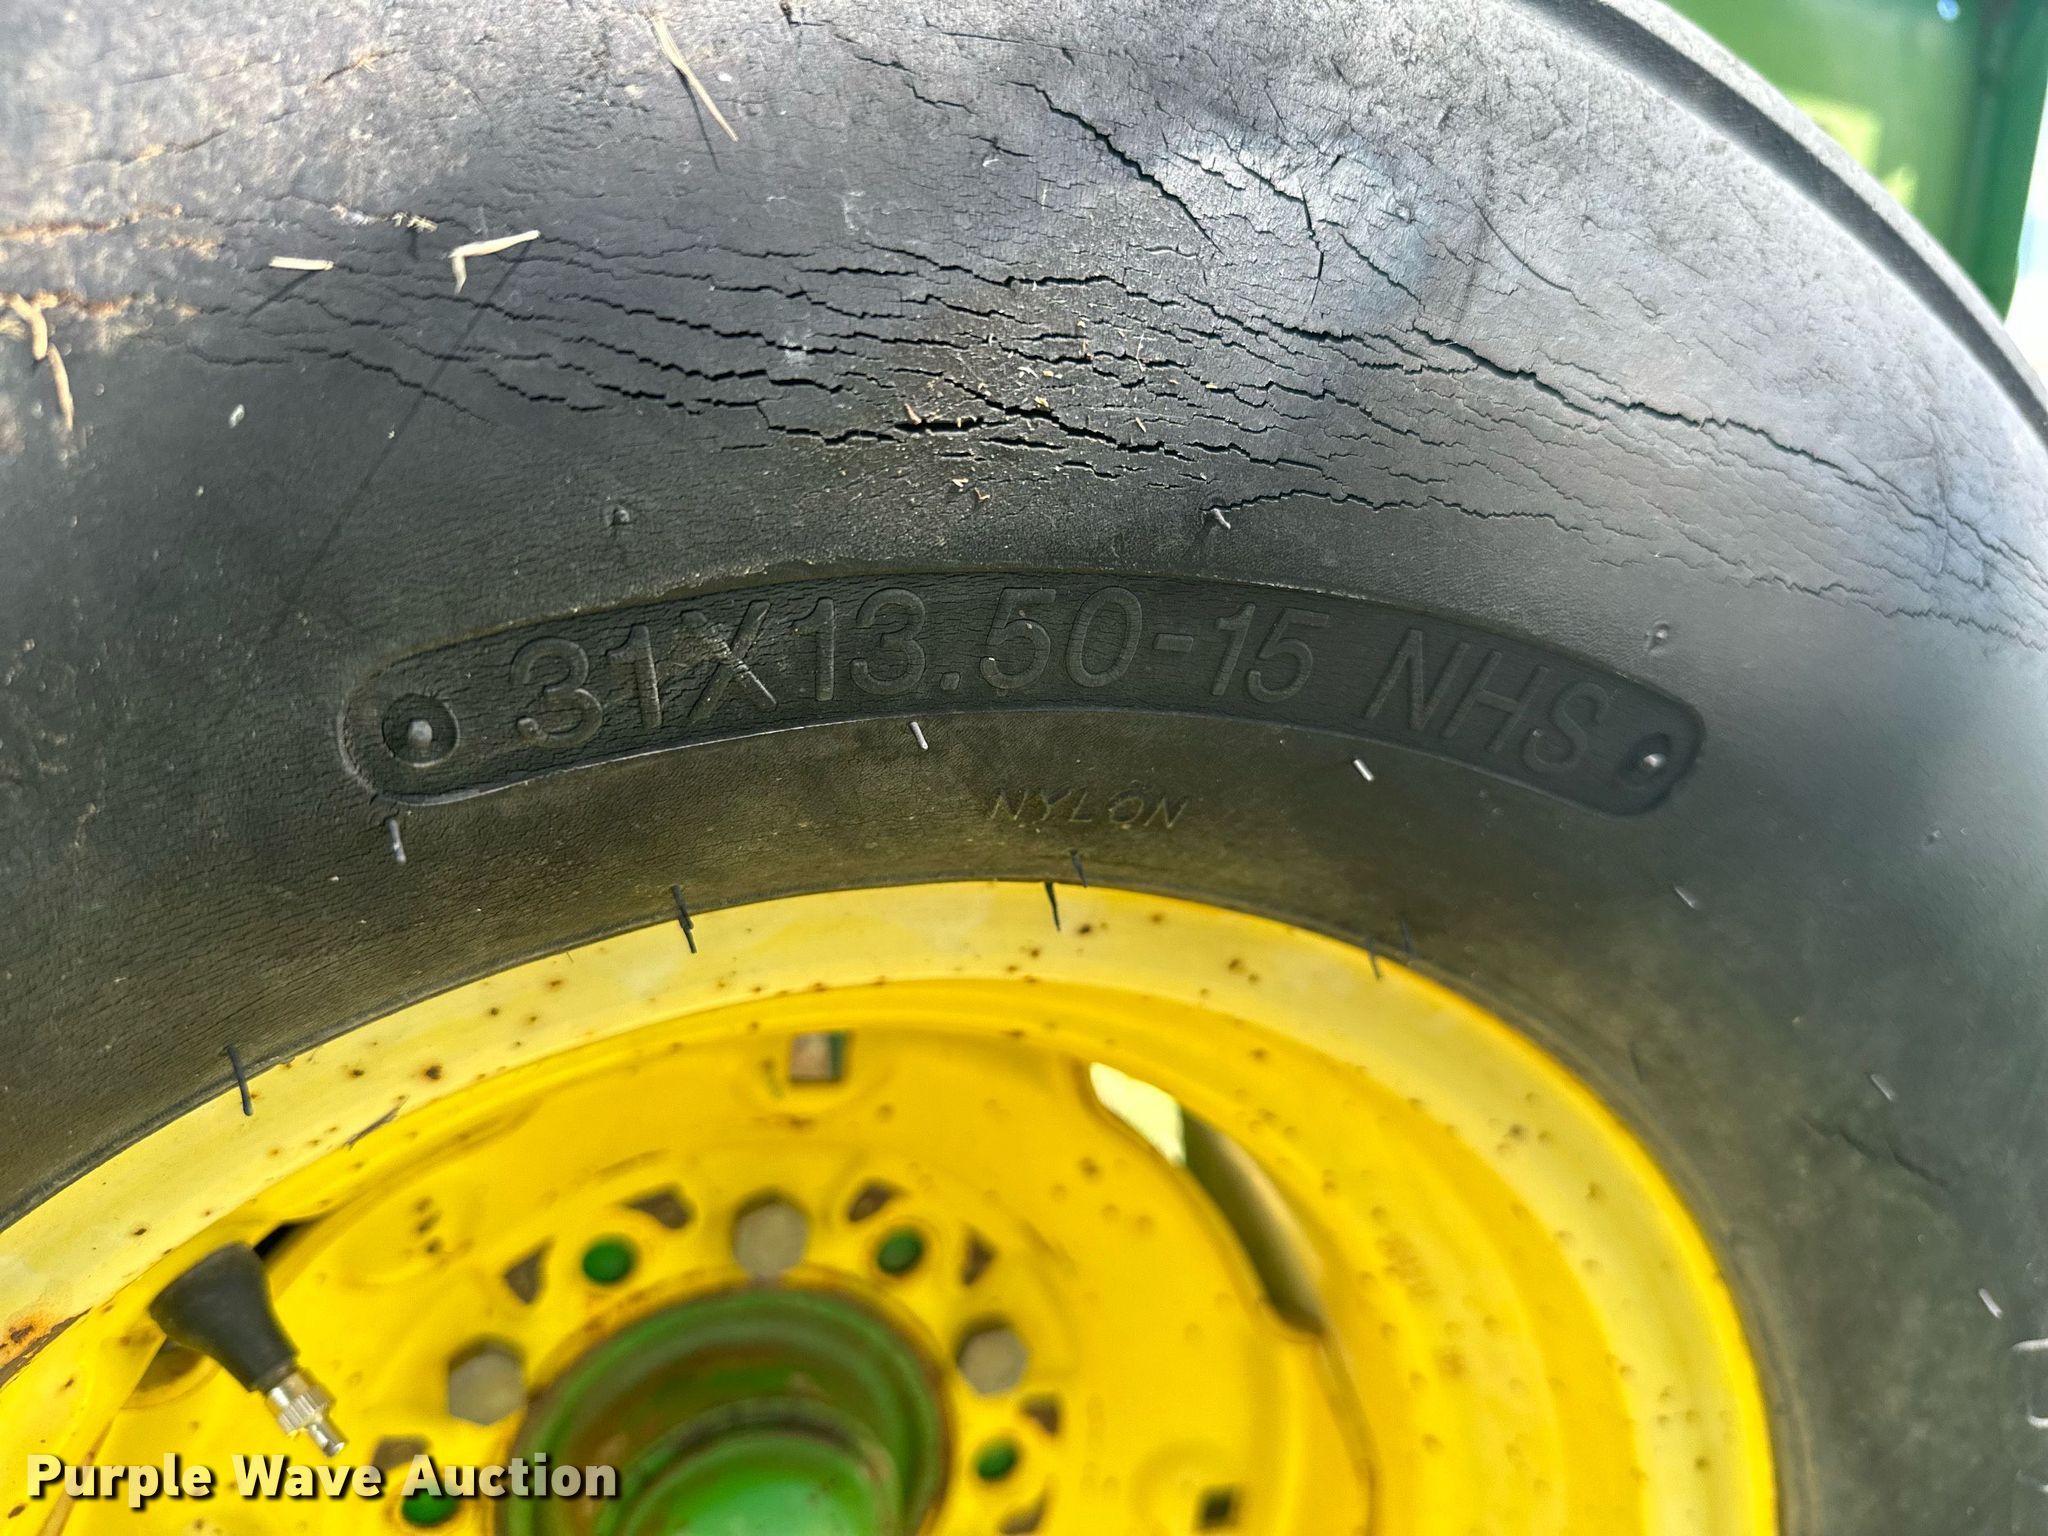 31X13.50-15 NHS
NYLON
Purple Wave Auction